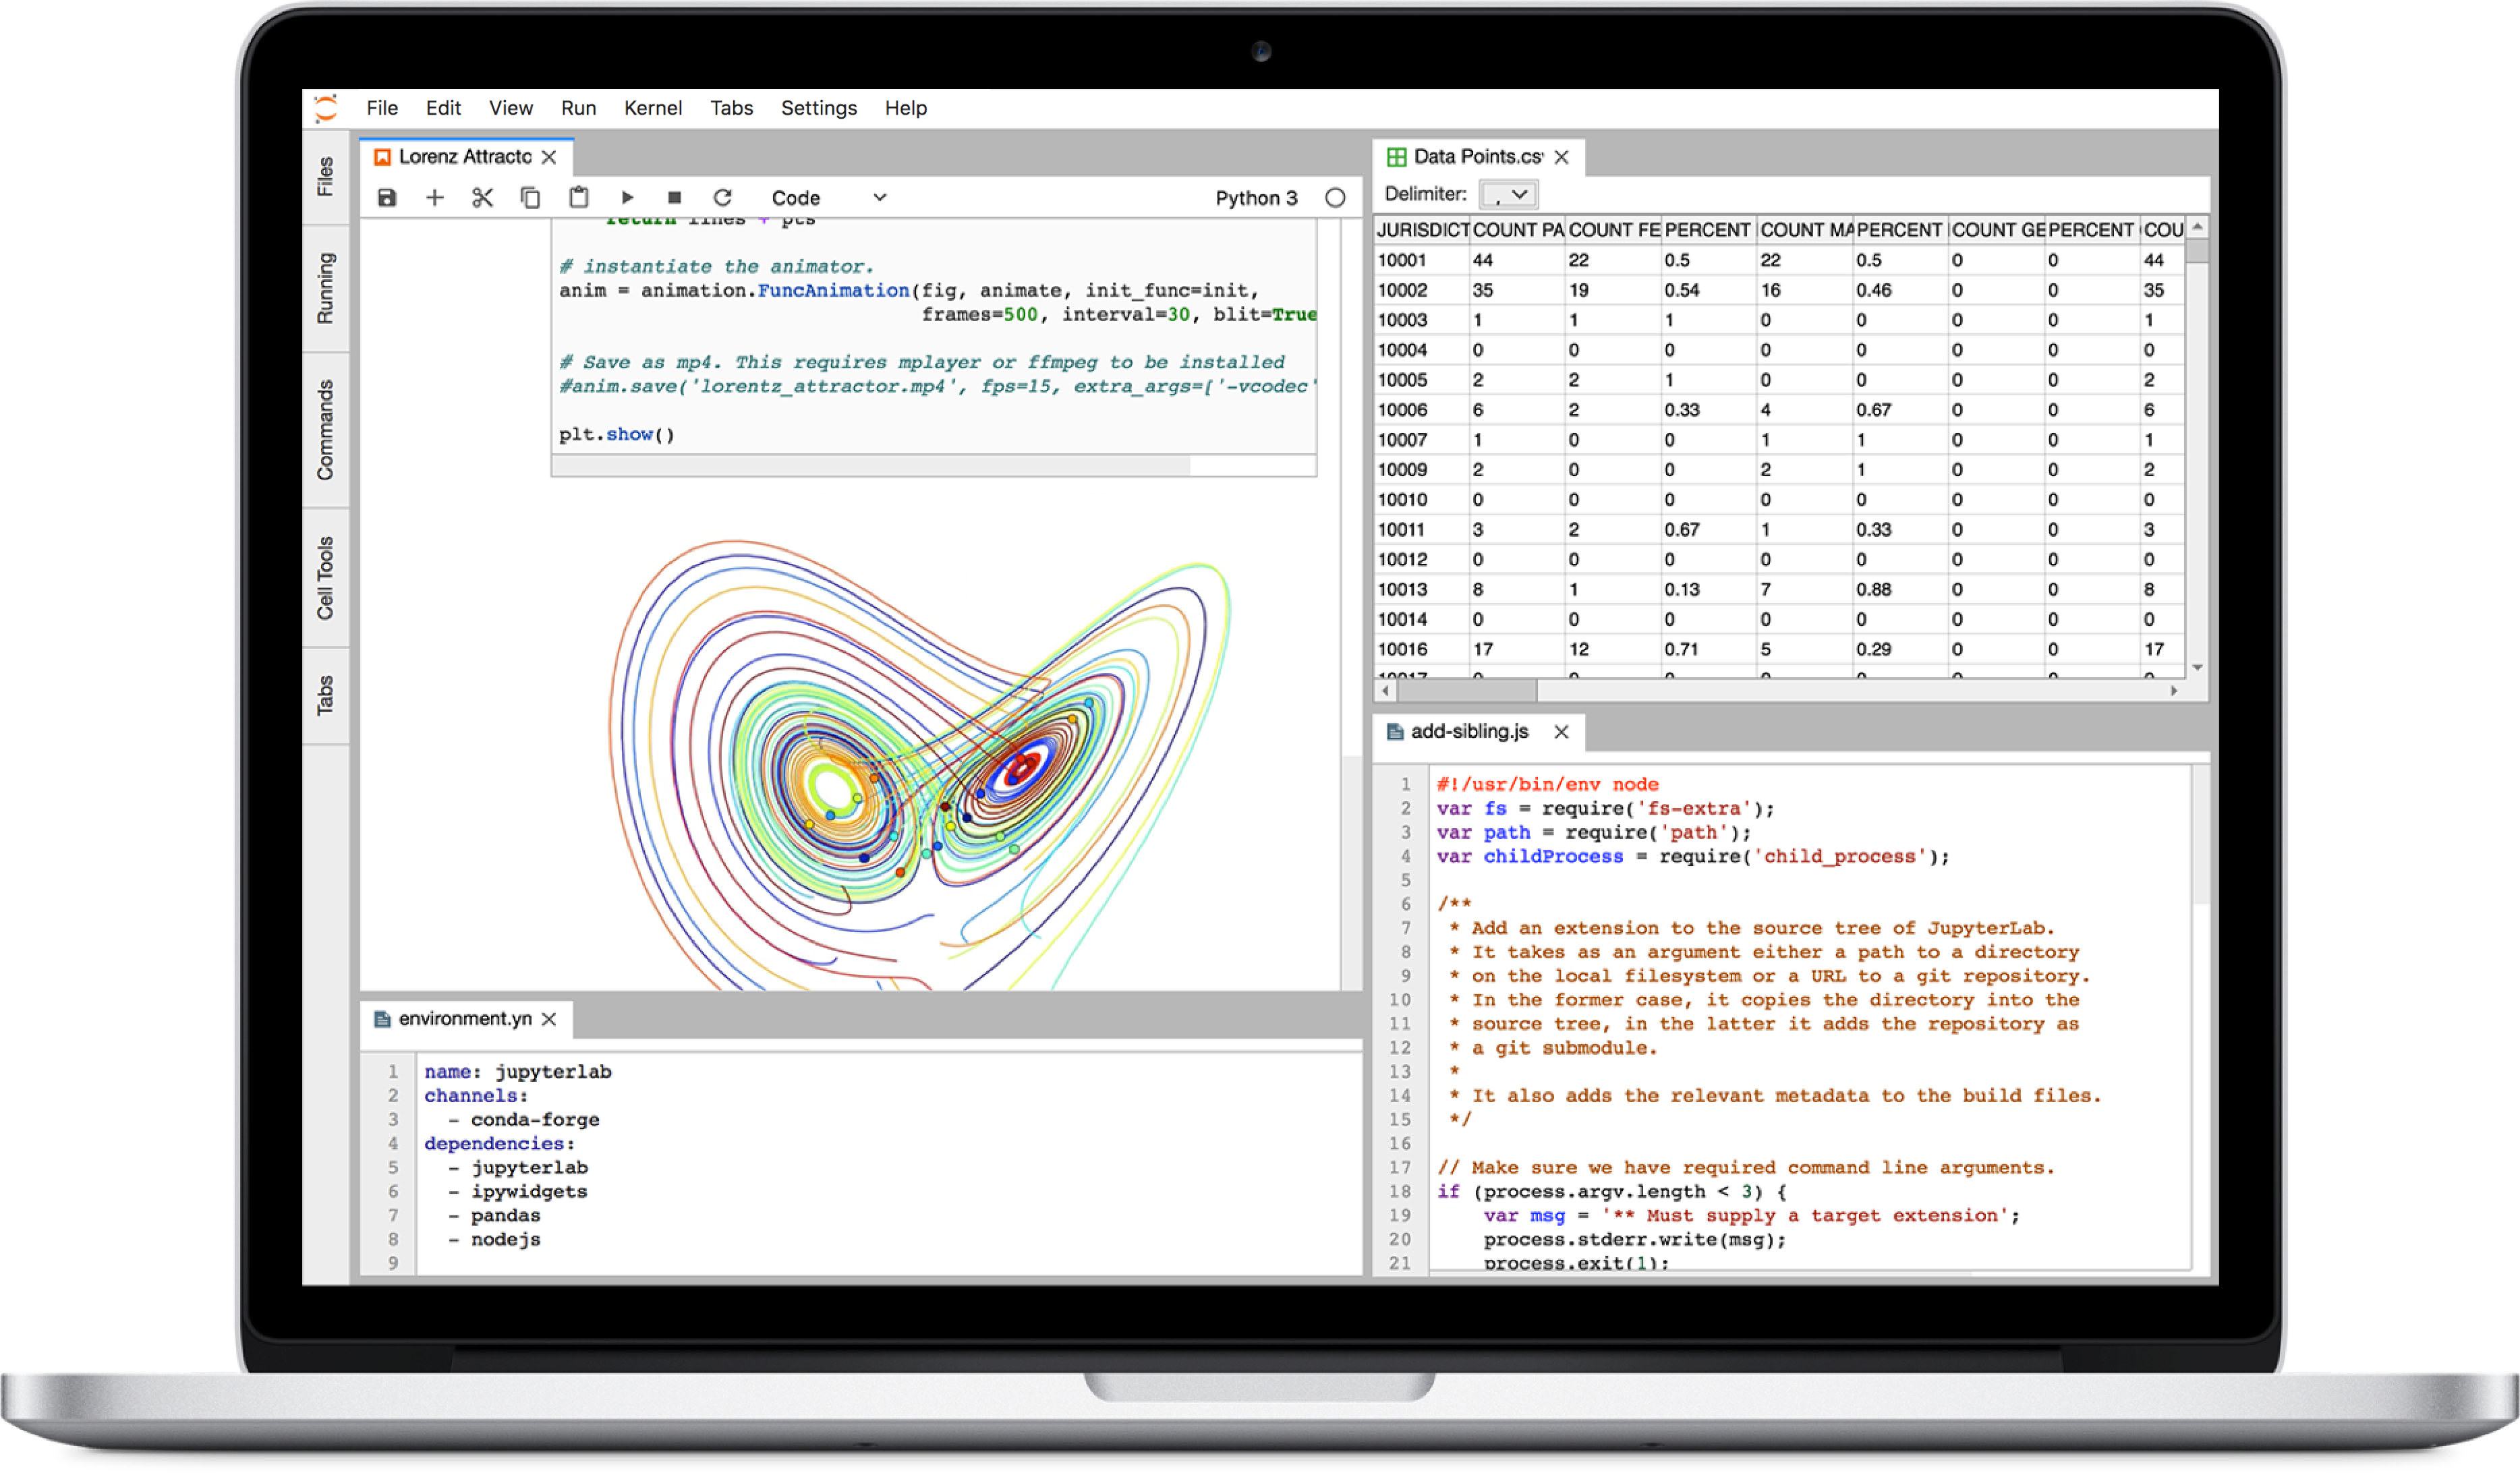 File Edit View Run Kernel Tabs Settings Help
Files
Running
Commands
Cell Tools
Tabs
Lorenz Attractc
Code
Python 3
return lines + pts
# instantiate the animator.
anim = animation.FuncAnimation(fig, animate, init_func=init,
frames=500, interval=30, blit=True
# Save as mp4. This requires mplayer or ffmpeg to be installed
#anim.save('lorentz_attractor.mp4', fps=15, extra_args=['-vcodec'
plt.show()
environment.yn
1 name: jupyterlab
2 channels:
3 - conda-forge
4 dependencies:
5 - jupyterlab
6 - ipywidgets
7 - pandas
8 - nodejs
9
Data Points.cs
Delimiter: ,
JURISDICT COUNT PA COUNT FE PERCENT COUNT MA PERCENT COUNT GE PERCENT COU
10001 44 22 0.5 22 0.5 0 0 44
10002 35 19 0.54 16 0.46 0 0 35
10003 1 1 1 0 0 0 0 1
10004 0 0 0 0 0 0 0 0
10005 2 2 1 0 0 0 0 2
10006 6 2 0.33 4 0.67 0 0 6
10007 1 0 0 1 1 0 0 1
10009 2 0 0 2 1 0 0 2
10010 0 0 0 0 0 0 0 0
10011 3 2 0.67 1 0.33 0 0 3
10012 0 0 0 0 0 0 0 0
10013 8 1 0.13 7 0.88 0 0 8
10014 0 0 0 0 0 0 0 0
10016 17 12 0.71 5 0.29 0 0 17
10017 0 0 0 0 0 0 0 0
add-sibling.js
1 #!/usr/bin/env node
2 var fs = require('fs-extra');
3 var path = require('path');
4 var childProcess = require('child_process');
5
6 /**
7 * Add an extension to the source tree of JupyterLab.
8 * It takes as an argument either a path to a directory
9 * on the local filesystem or a URL to a git repository.
10 * In the former case, it copies the directory into the
11 * source tree, in the latter it adds the repository as
12 * a git submodule.
13 *
14 * It also adds the relevant metadata to the build files.
15 */
16
17 // Make sure we have required command line arguments.
18 if (process.argv.length < 3) {
19 var msg = '** Must supply a target extension';
20 process.stderr.write(msg);
21 process.exit(1);